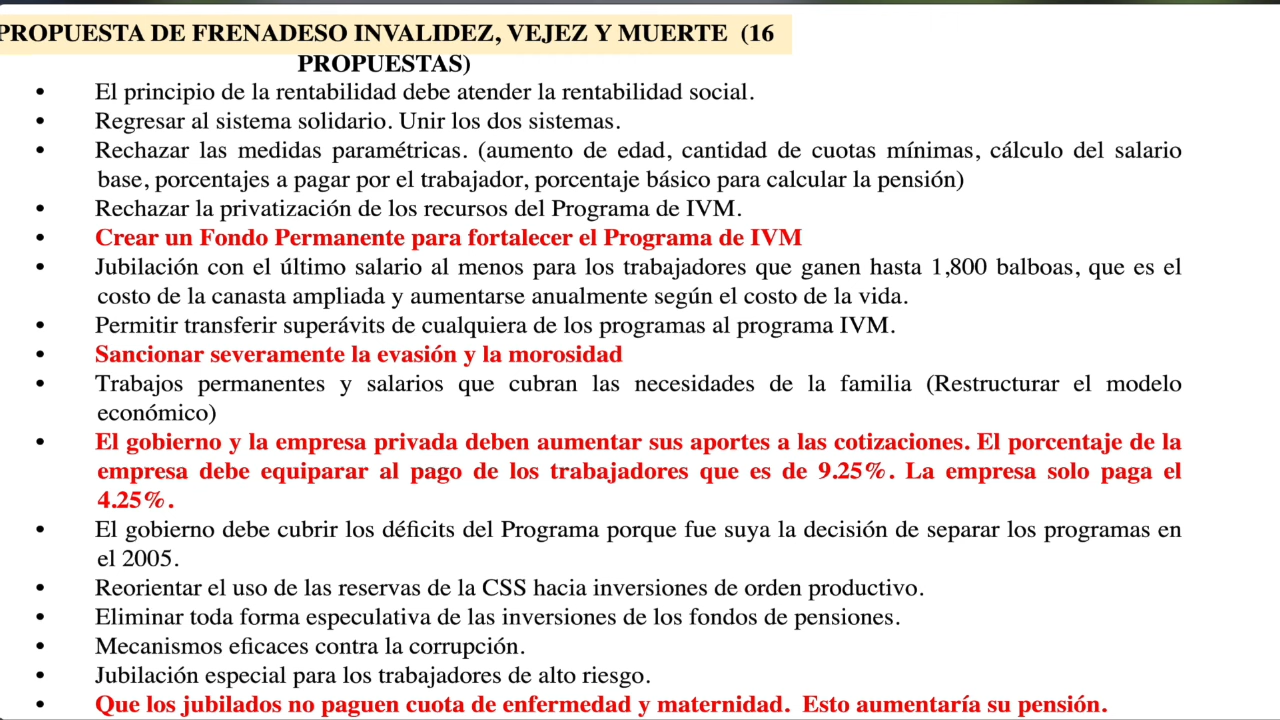 PROPUESTA DE FRENADESO INVALIDEZ, VEJEZ Y MUERTE (16
PROPUESTAS)
• El principio de la rentabilidad debe atender la rentabilidad social.
• Regresar al sistema solidario. Unir los dos sistemas.
• Rechazar las medidas paramétricas. (aumento de edad, cantidad de cuotas mínimas, cálculo del salario
base, porcentajes a pagar por el trabajador, porcentaje básico para calcular la pensión)
• Rechazar la privatización de los recursos del Programa de IVM.
• Crear un Fondo Permanente para fortalecer el Programa de IVM
• Jubilación con el último salario al menos para los trabajadores que ganen hasta 1,800 balboas, que es el
costo de la canasta ampliada y aumentarse anualmente según el costo de la vida.
• Permitir transferir superávits de cualquiera de los programas al programa IVM.
• Sancionar severamente la evasión y la morosidad
• Trabajos permanentes y salarios que cubran las necesidades de la familia (Restructurar el modelo
económico)
• El gobierno y la empresa privada deben aumentar sus aportes a las cotizaciones. El porcentaje de la
empresa debe equiparar al pago de los trabajadores que es de 9.25%. La empresa solo paga el
4.25%.
• El gobierno debe cubrir los déficits del Programa porque fue suya la decisión de separar los programas en
el 2005.
• Reorientar el uso de las reservas de la CSS hacia inversiones de orden productivo.
• Eliminar toda forma especulativa de las inversiones de los fondos de pensiones.
• Mecanismos eficaces contra la corrupción.
• Jubilación especial para los trabajadores de alto riesgo.
• Que los jubilados no paguen cuota de enfermedad y maternidad. Esto aumentaría su pensión.